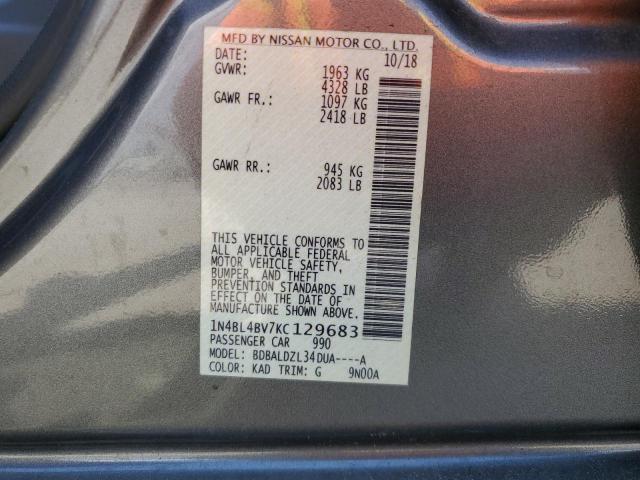 MFD BY NISSAN MOTOR CO., LTD.
DATE: 10/18
GVWR: 1963 KG
4328 LB
GAWR FR.: 1097 KG
2418 LB
GAWR RR.: 945 KG
2083 LB
THIS VEHICLE CONFORMS TO
ALL APPLICABLE FEDERAL
MOTOR VEHICLE SAFETY,
BUMPER, AND THEFT
PREVENTION STANDARDS IN
EFFECT ON THE DATE OF
MANUFACTURE SHOWN ABOVE.
1N4BL4BV7KC129683
PASSENGER CAR 990
MODEL: BDBALDZL34DUA----A
COLOR: KAD TRIM: G 9N00A